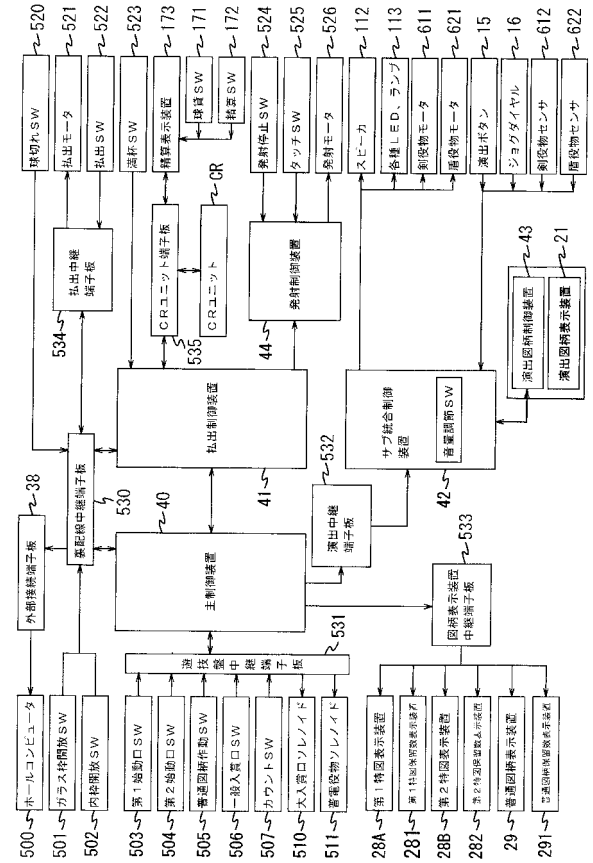 500
ホールコンピュータ
501
ガラス枠開放SW
502
内枠開放SW
503
第1始動口SW
504
第2始動口SW
505
普通図柄作動SW
506
一般入賞口SW
507
カウントSW
510
大入賞口ソレノイド
511
普電役物ソレノイド
28A
第1特図表示装置
281
第1特図保留数表示装置
28B
第2特図表示装置
282
第2特図保留数表示装置
29
普通図柄表示装置
291
普通図柄保留数表示装置
38
外部接続端子板
裏配線中継端子板
530
主制御装置
40
遊技盤中継端子板
531
演出中継
端子板
532
図柄表示装置
中継端子板
533
払出中継
端子板
534
払出制御装置
41
CRユニット端子板
535
CRユニット
CR
発射制御装置
44
サブ統合制御
装置
音量調節SW
42
演出図柄制御装置
43
演出図柄表示装置
21
球切れSW
520
払出モータ
521
払出SW
522
満杯SW
523
精算表示装置
173
球貸SW
171
精算SW
172
発射停止SW
524
タッチSW
525
発射モータ
526
スピーカ
112
各種LED、ランプ
113
剣役物モータ
611
盾役物モータ
621
演出ボタン
15
ジョグダイヤル
16
剣役物センサ
612
盾役物センサ
622